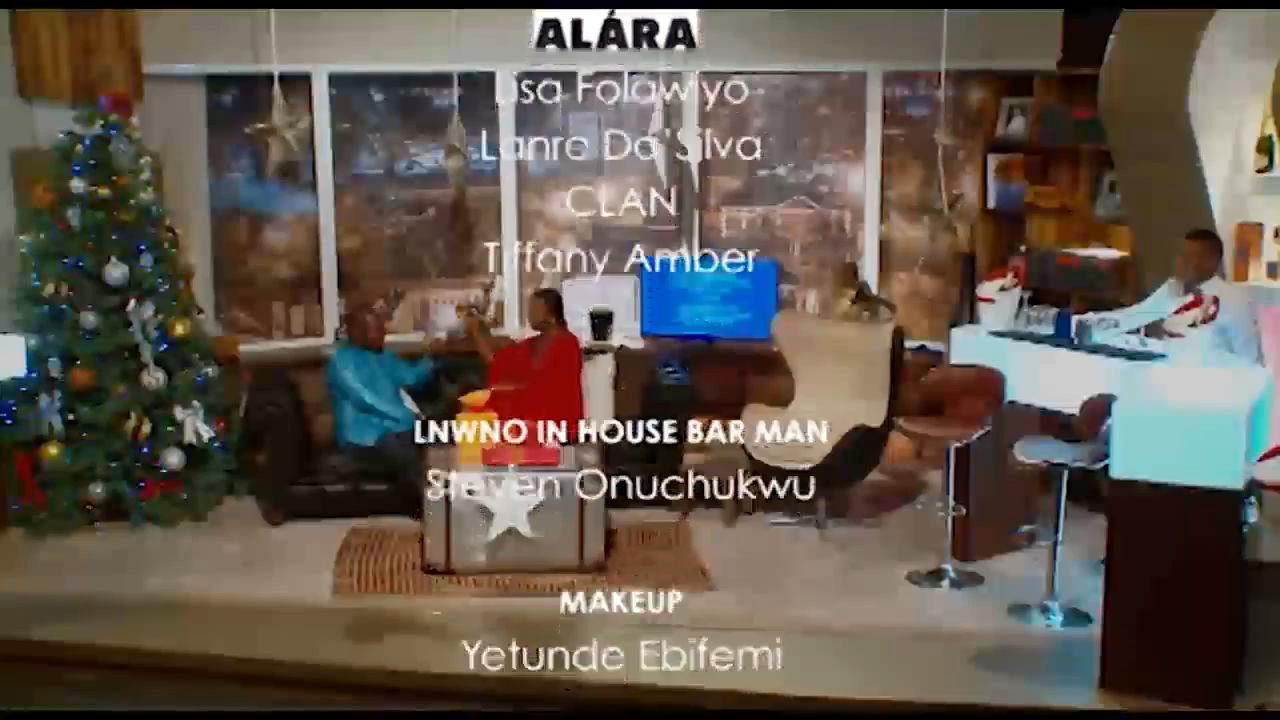 ALÁRA
Lisa Folawiyo
Lanre Da'Silva
CLAN
Tiffany Amber
LNWNO IN HOUSE BAR MAN
Steven Onuchukwu
MAKEUP
Yetunde Ebifemi